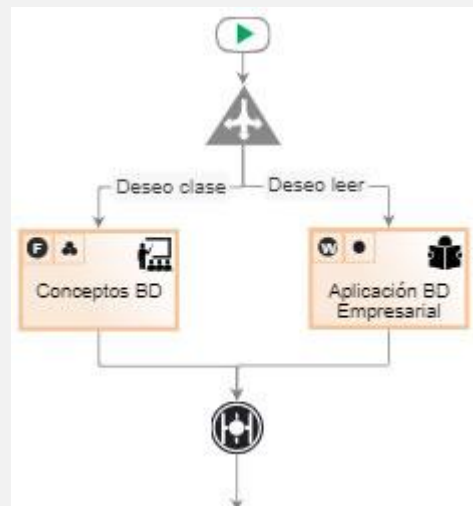 Deseo clase
Deseo leer
F
Conceptos BD
W
Aplicación BD
Empresarial